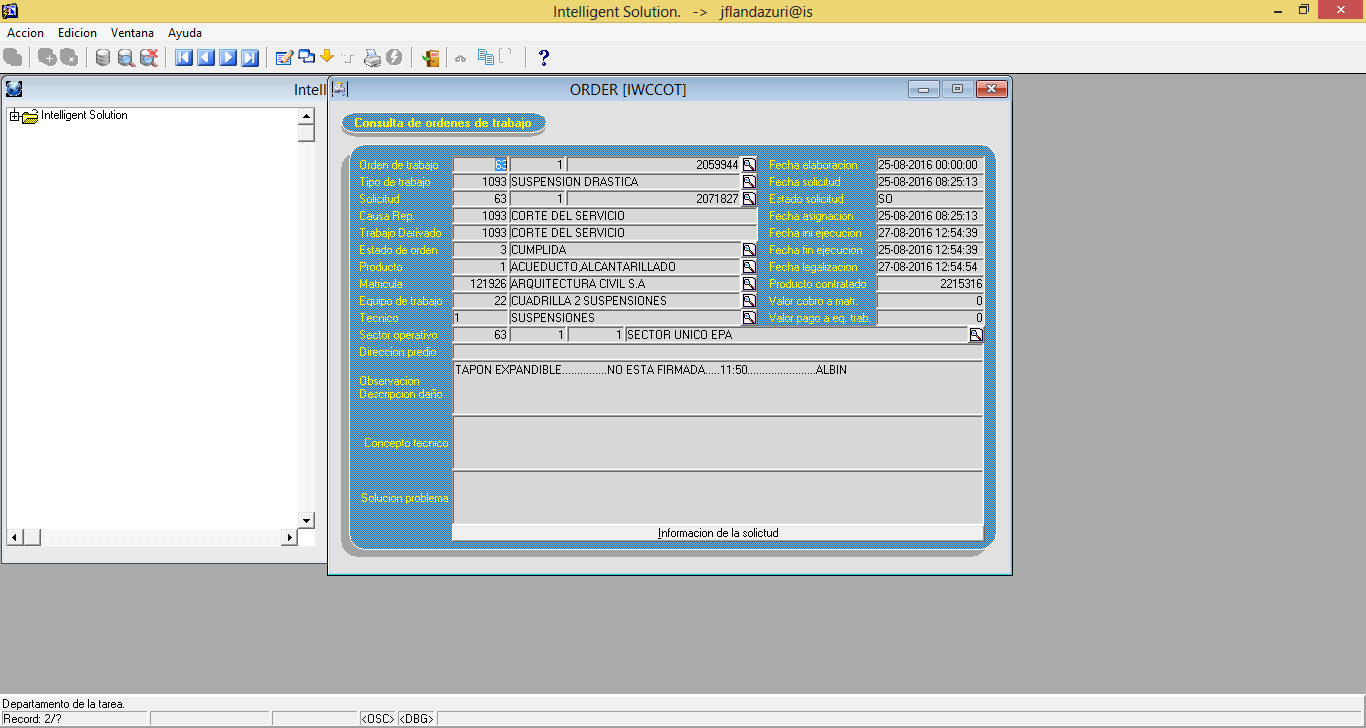 Intelligent Solution. -> jflandazuri@is
Accion Edicion Ventana Ayuda
Intell
ORDER [IWCCOT]
Intelligent Solution
Consulta de ordenes de trabajo
Orden de trabajo 63 1 2059944 Fecha elaboracion 25-08-2016 00:00:00
Tipo de trabajo 1093 SUSPENSION DRASTICA Fecha solicitud 25-08-2016 08:25:13
Solicitud 63 1 2071827 Estado solicitud SO
Causa Rep. 1093 CORTE DEL SERVICIO Fecha asignacion 25-08-2016 08:25:13
Trabajo Derivado 1093 CORTE DEL SERVICIO Fecha ini ejecucion 27-08-2016 12:54:39
Estado de orden 3 CUMPLIDA Fecha fin ejecucion 25-08-2016 12:54:39
Producto 1 ACUEDUCTO,ALCANTARILLADO Fecha legalizacion 27-08-2016 12:54:54
Matricula 121926 ARQUITECTURA CIVIL S.A Producto contratado 2215316
Equipo de trabajo 22 CUADRILLA 2 SUSPENSIONES Valor cobro a matr. 0
Tecnico 1 SUSPENSIONES Valor pago a eq. trab. 0
Sector operativo 63 1 1 SECTOR UNICO EPA
Direccion predio
TAPON EXPANDIBLE...............NO ESTA FIRMADA.....11:50.......................ALBIN
Observacion
Descripcion daño
Concepto tecnico
Solucion problema
Informacion de la solictud
Departamento de la tarea.
Record: 2/? <OSC> <DBG>